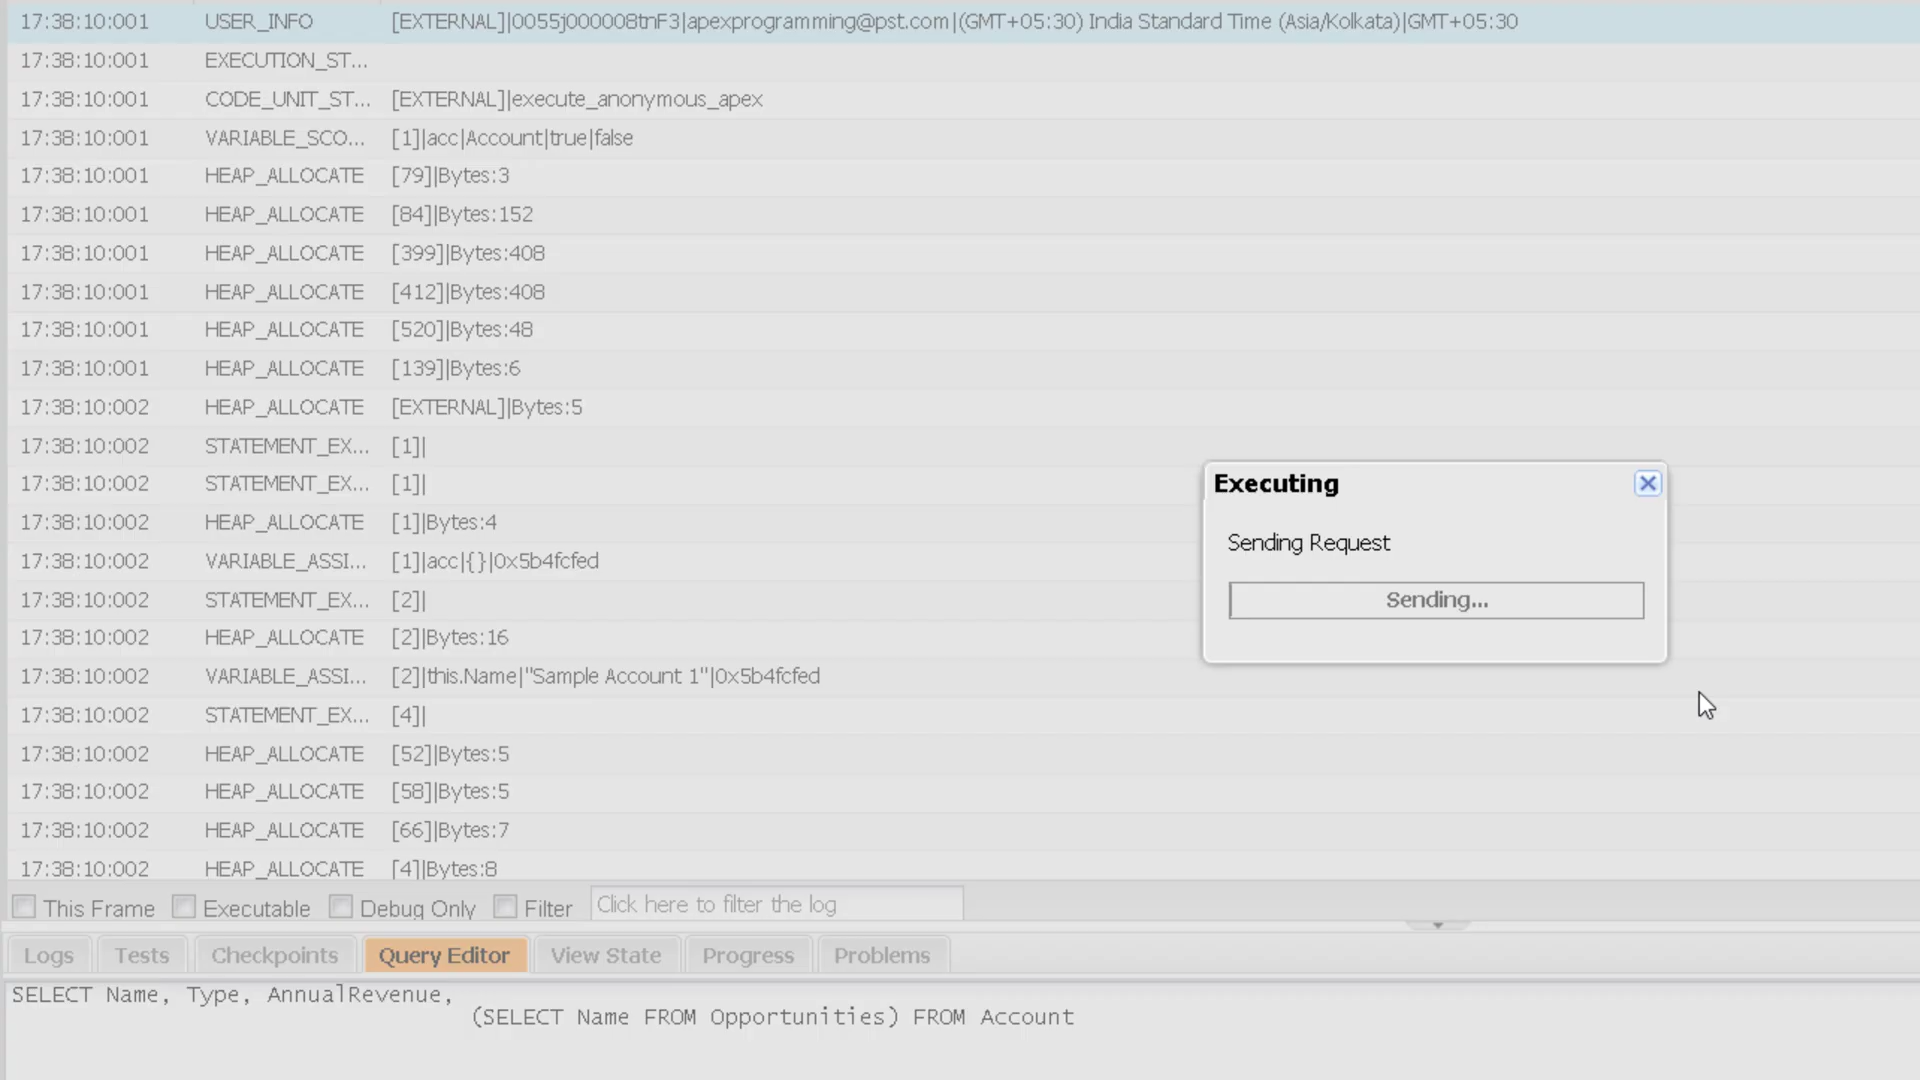 17:38:10:001 USER_INFO [EXTERNAL]|0055j000008tnF3|apexprogramming@pst.com|(GMT+05:30) India Standard Time (Asia/Kolkata)|GMT+05:30
17:38:10:001 EXECUTION_ST...
17:38:10:001 CODE_UNIT_ST... [EXTERNAL]|execute_anonymous_apex
17:38:10:001 VARIABLE_SCO... [1]|acc|Account|true|false
17:38:10:001 HEAP_ALLOCATE [79]|Bytes:3
17:38:10:001 HEAP_ALLOCATE [84]|Bytes:152
17:38:10:001 HEAP_ALLOCATE [399]|Bytes:408
17:38:10:001 HEAP_ALLOCATE [412]|Bytes:408
17:38:10:001 HEAP_ALLOCATE [520]|Bytes:48
17:38:10:001 HEAP_ALLOCATE [139]|Bytes:6
17:38:10:002 HEAP_ALLOCATE [EXTERNAL]|Bytes:5
17:38:10:002 STATEMENT_EX... [1]|
17:38:10:002 STATEMENT_EX... [1]|
17:38:10:002 HEAP_ALLOCATE [1]|Bytes:4
17:38:10:002 VARIABLE_ASSI... [1]|acc|{}|0x5b4fcfed
17:38:10:002 STATEMENT_EX... [2]|
17:38:10:002 HEAP_ALLOCATE [2]|Bytes:16
17:38:10:002 VARIABLE_ASSI... [2]|this.Name|"Sample Account 1"|0x5b4fcfed
17:38:10:002 STATEMENT_EX... [4]|
17:38:10:002 HEAP_ALLOCATE [52]|Bytes:5
17:38:10:002 HEAP_ALLOCATE [58]|Bytes:5
17:38:10:002 HEAP_ALLOCATE [66]|Bytes:7
17:38:10:002 HEAP_ALLOCATE [4]|Bytes:8
Executing
Sending Request
Sending...
This Frame Executable Debug Only Filter Click here to filter the log
Logs Tests Checkpoints Query Editor View State Progress Problems
SELECT Name, Type, AnnualRevenue,
(SELECT Name FROM Opportunities) FROM Account